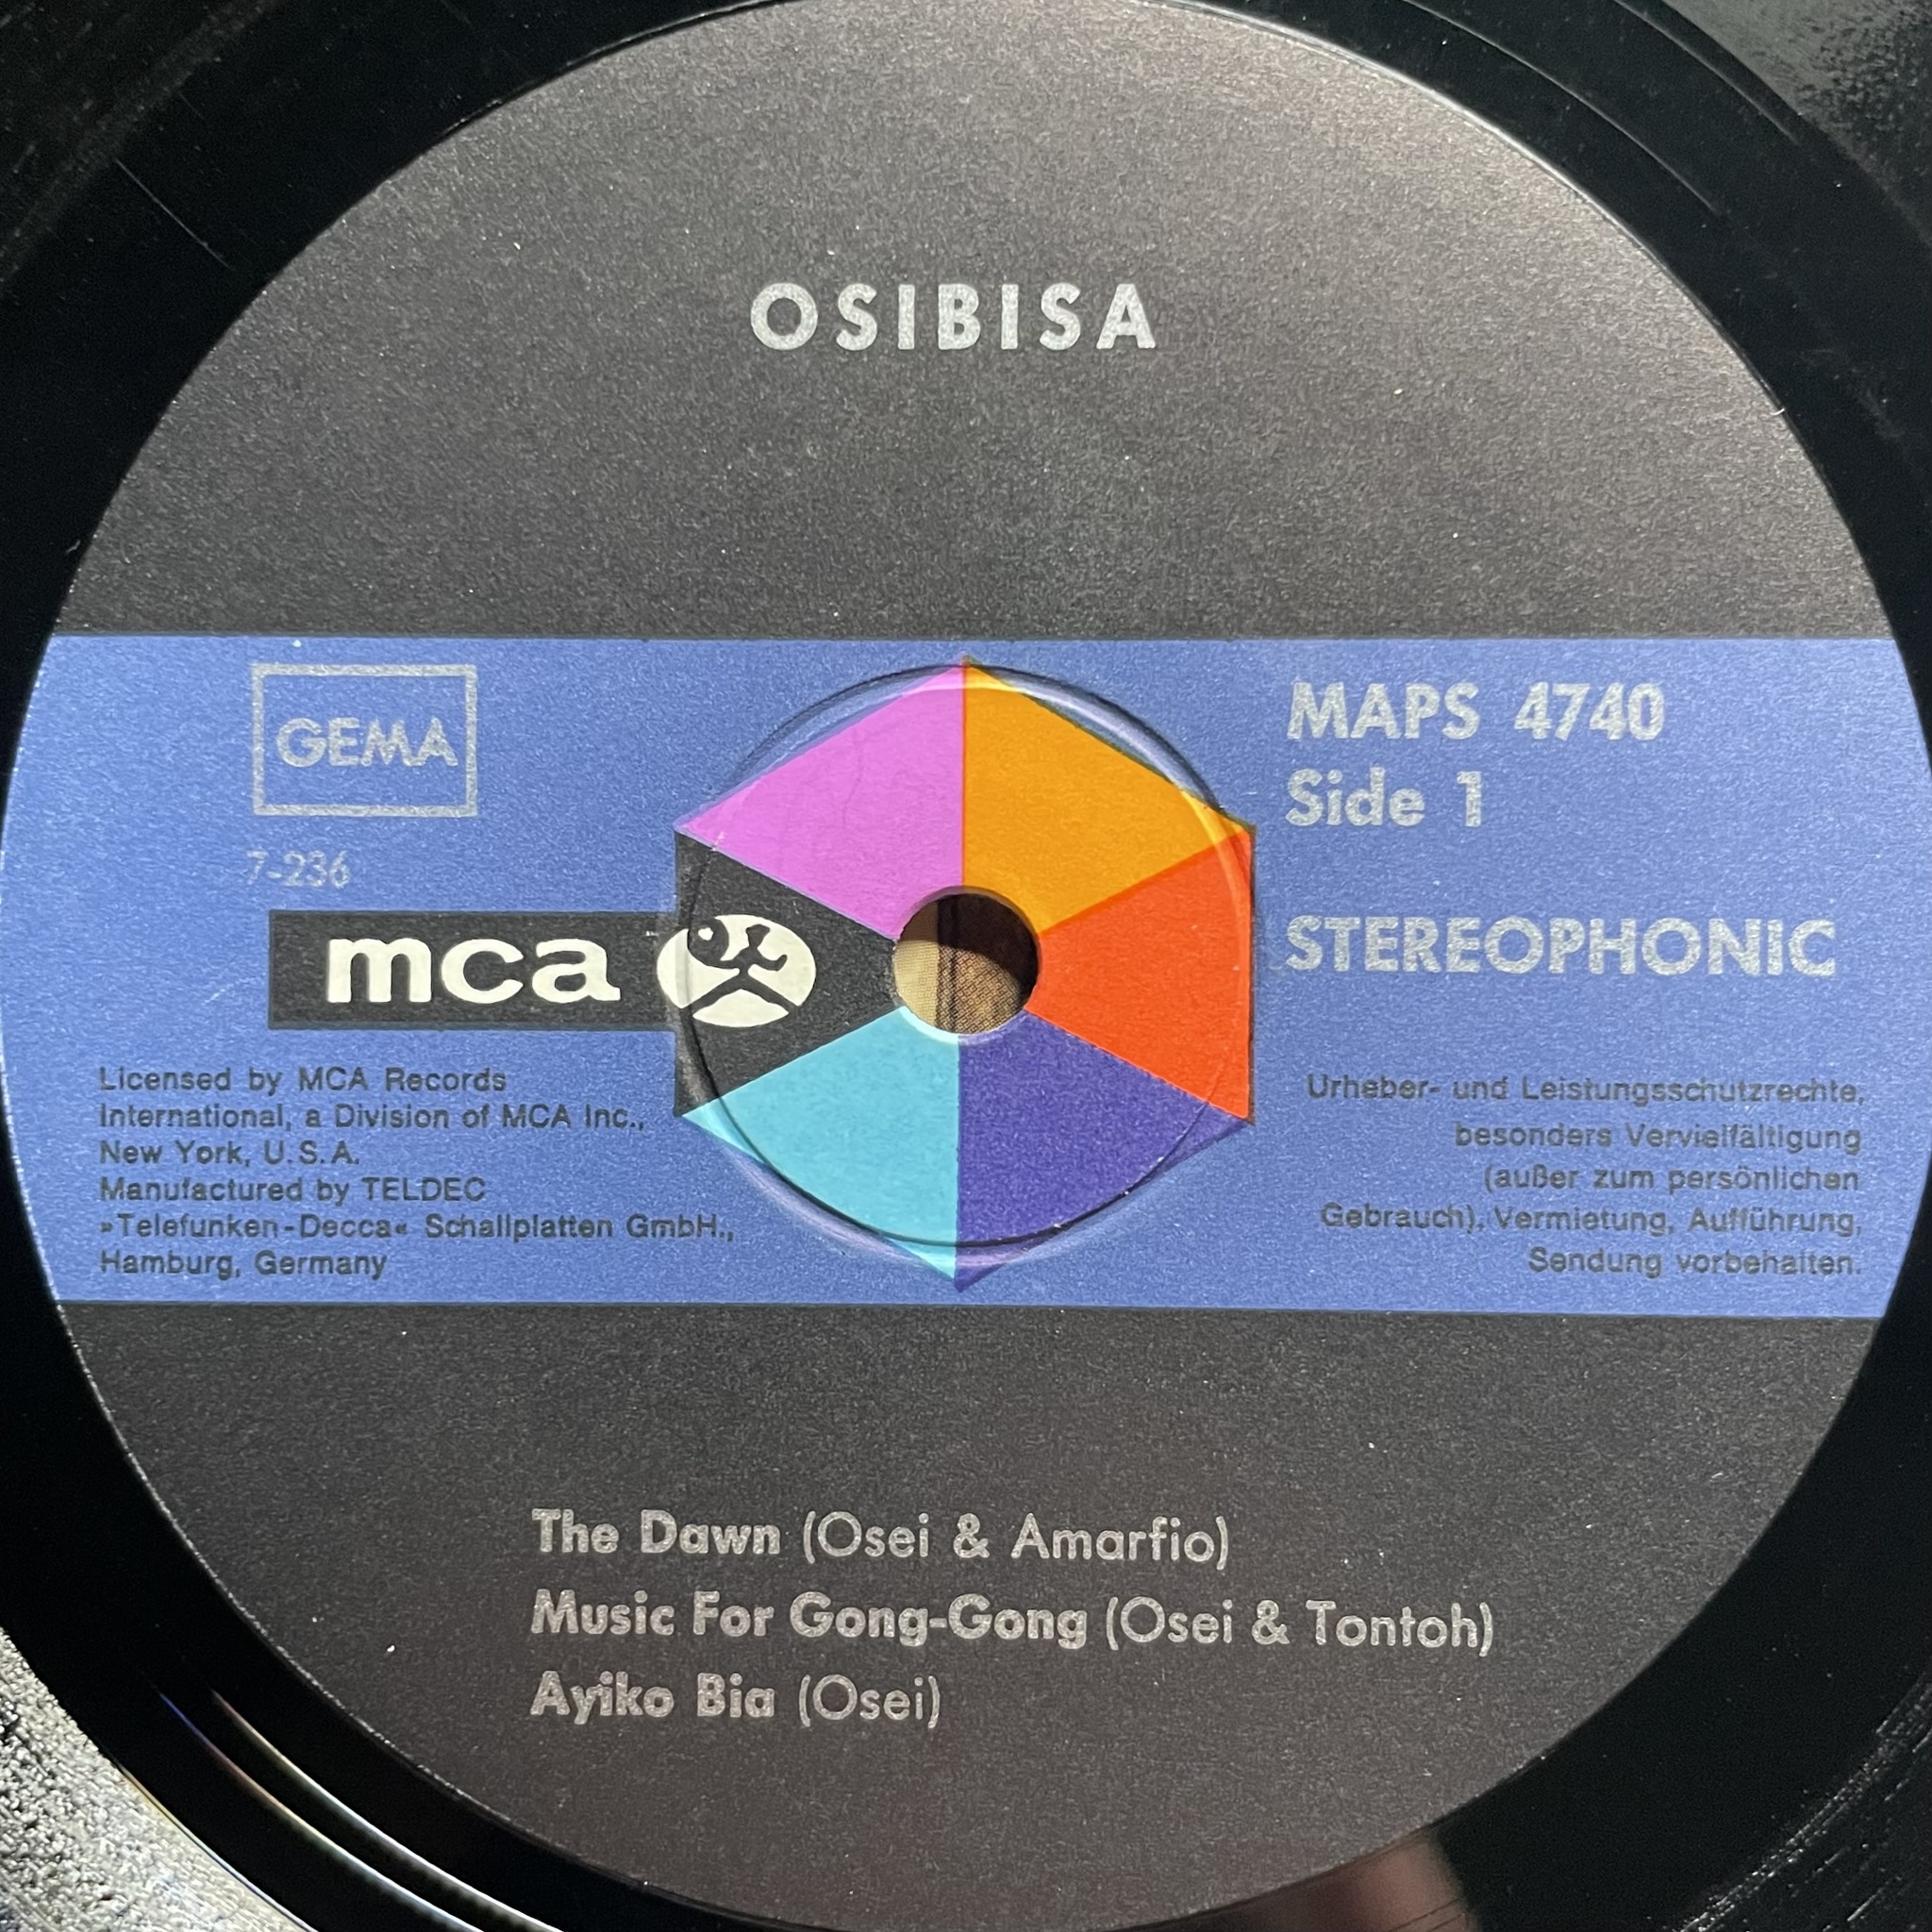 OSIBISA
GEMA
7-236
mca
MAPS 4740
Side 1
STEREOPHONIC
Licensed by MCA Records
International, a Division of MCA Inc.,
New York, U.S.A.
Manufactured by TELDEC
»Telefunken-Decca« Schallplatten GmbH.,
Hamburg, Germany
Urheber- und Leistungsschutzrechte,
besonders Vervielfältigung
(außer zum persönlichen
Gebrauch), Vermietung, Aufführung,
Sendung vorbehalten.
The Dawn (Osei & Amarfio)
Music For Gong-Gong (Osei & Tontoh)
Ayiko Bia (Osei)